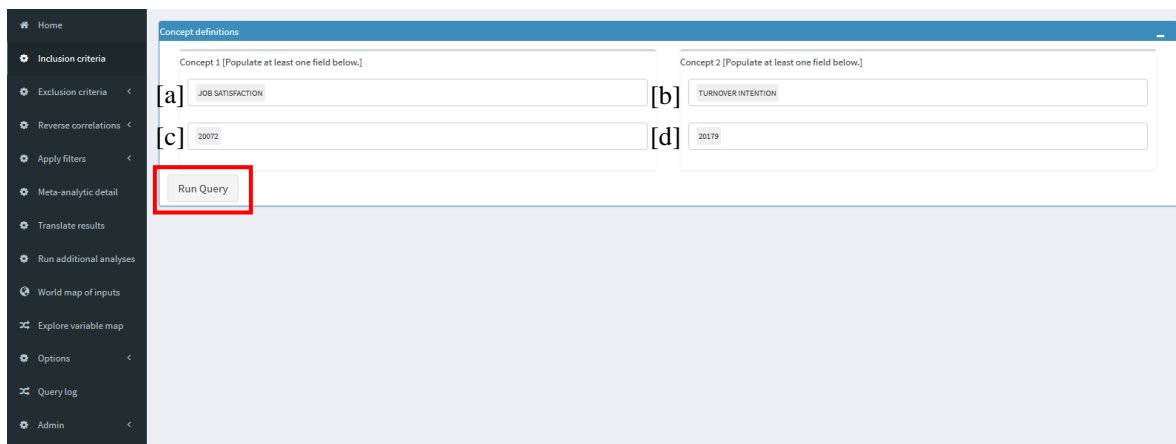 Home
Inclusion criteria
Exclusion criteria
Reverse correlations
Apply filters
Meta-analytic detail
Translate results
Run additional analyses
World map of inputs
Explore variable map
Options
Query log
Admin
Concept definitions
Concept 1 [Populate at least one field below.]
Concept 2 [Populate at least one field below.]
[a] JOB SATISFACTION
[b] TURNOVER INTENTION
[c] 20072
[d] 20179
Run Query